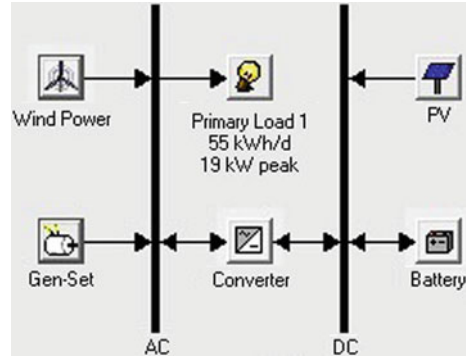 Wind Power
Primary Load 1
55 kWh/d
19 kW peak
PV
Gen-Set
Converter
Battery
AC
DC